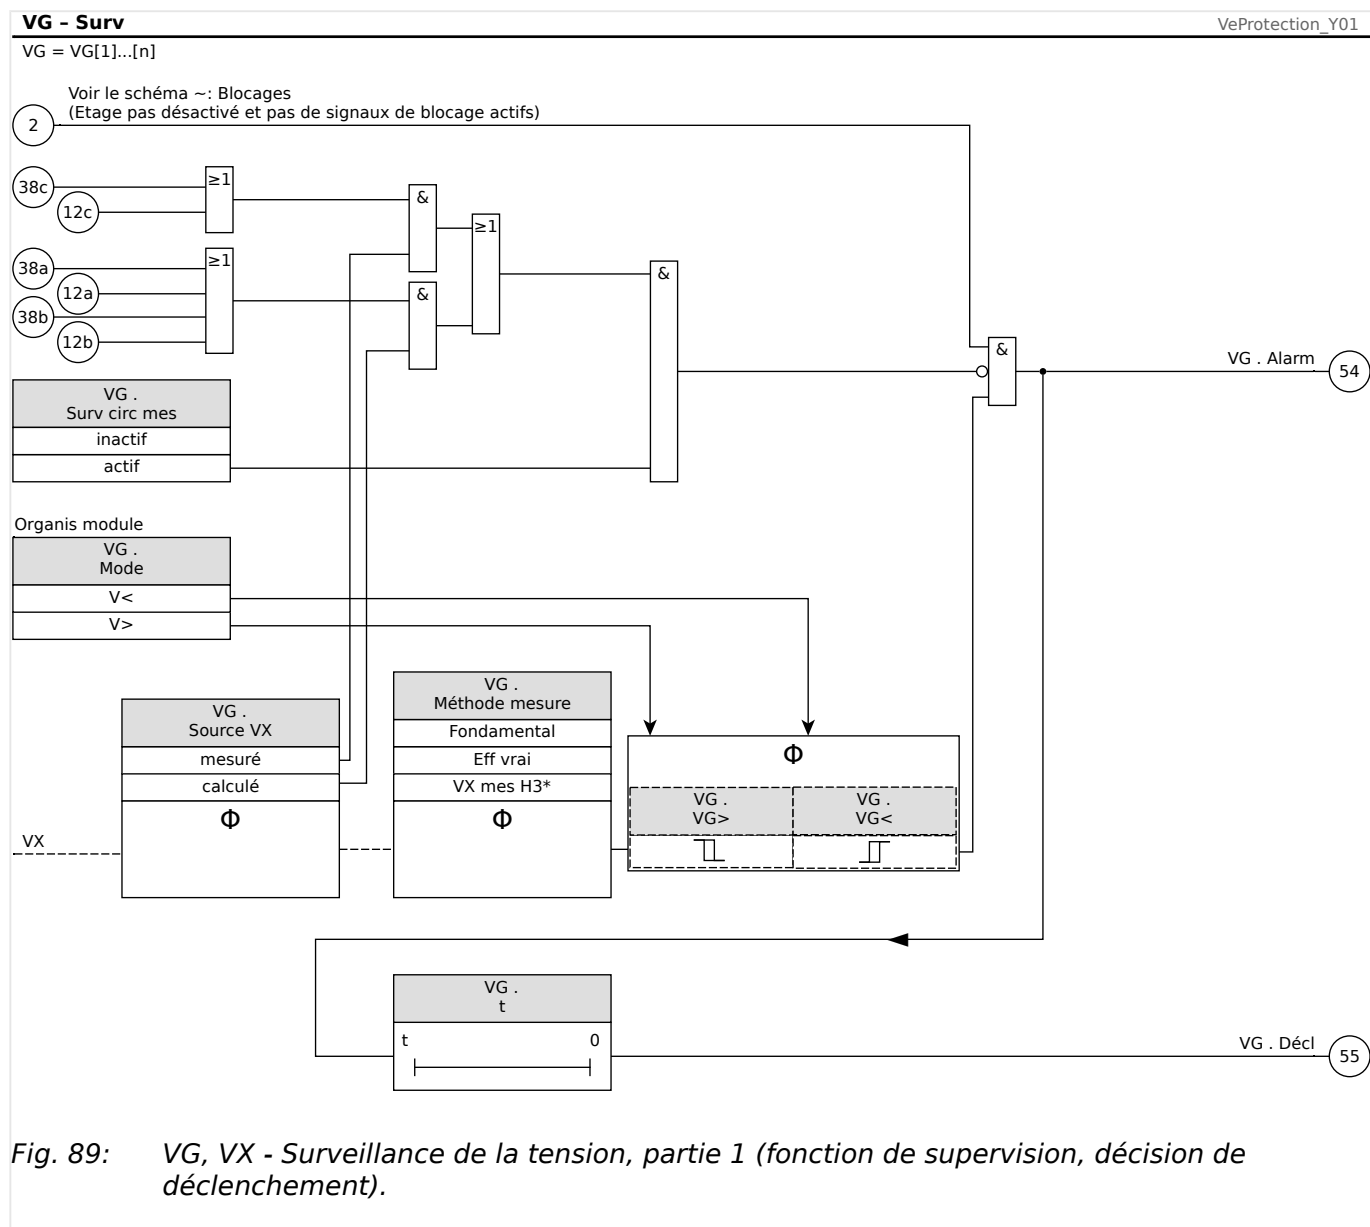 VG – Surv
VeProtection_Y01
VG = VG[1]...[n]
Voir le schéma ~: Blocages
(Etage pas désactivé et pas de signaux de blocage actifs)
2
38c
12c
≥1
&
≥1
38a
12a
38b
12b
≥1
&
&
&
VG . Alarm
54
VG .
Surv circ mes
inactif
actif
Organis module
VG .
Mode
V<
V>
VG .
Source VX
mesuré
calculé
Φ
VX
VG .
Méthode mesure
Fondamental
Eff vrai
VX mes H3*
Φ
Φ
VG .
VG>
VG .
VG<
VG .
t
t
0
VG . Décl
55
Fig. 89: VG, VX - Surveillance de la tension, partie 1 (fonction de supervision, décision de
déclenchement).